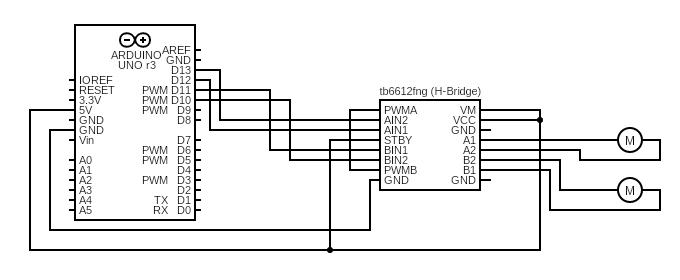 ARDUINO
UNO r3
AREF
GND
D13
D12
IOREF
RESET PWM D11
3.3V PWM D10
5V PWM D9
GND D8
GND
Vin D7
PWM D6
A0 PWM D5
A1 D4
A2 PWM D3
A3 D2
A4 TX D1
A5 RX D0
tb6612fng (H-Bridge)
PWMA VM
AIN2 VCC
AIN1 GND
STBY A1
BIN1 A2
BIN2 B2
PWMB B1
GND GND
M
M